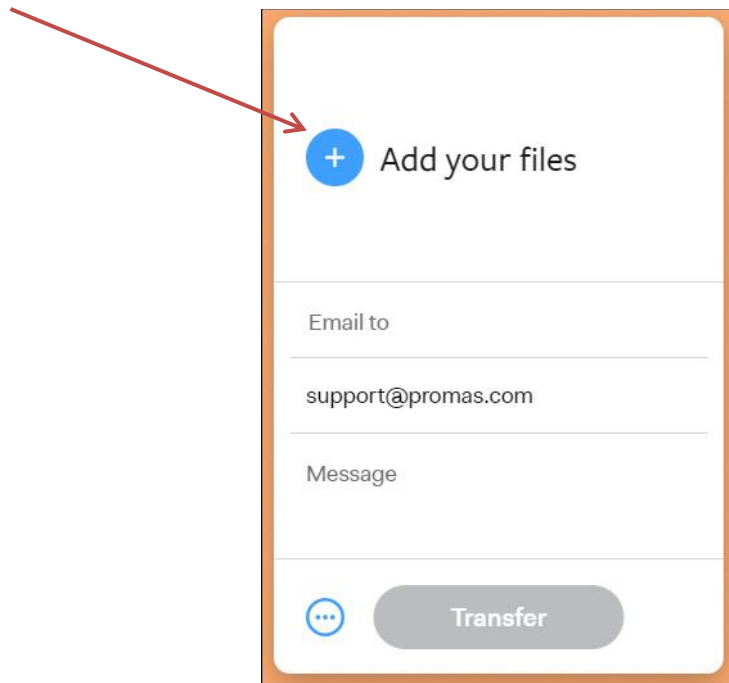 Add your files
Email to
support@promas.com
Message
Transfer